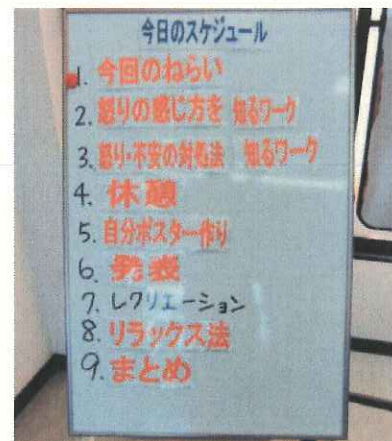 今日のスケジュール
1. 今回のねらい
2. 怒りの感じ方を 知るワーク
3. 怒り・不安の対処法 知るワーク
4. 休憩
5. 自分ポスター作り
6. 発表
7. レクリエーション
8. リラックス法
9. まとめ